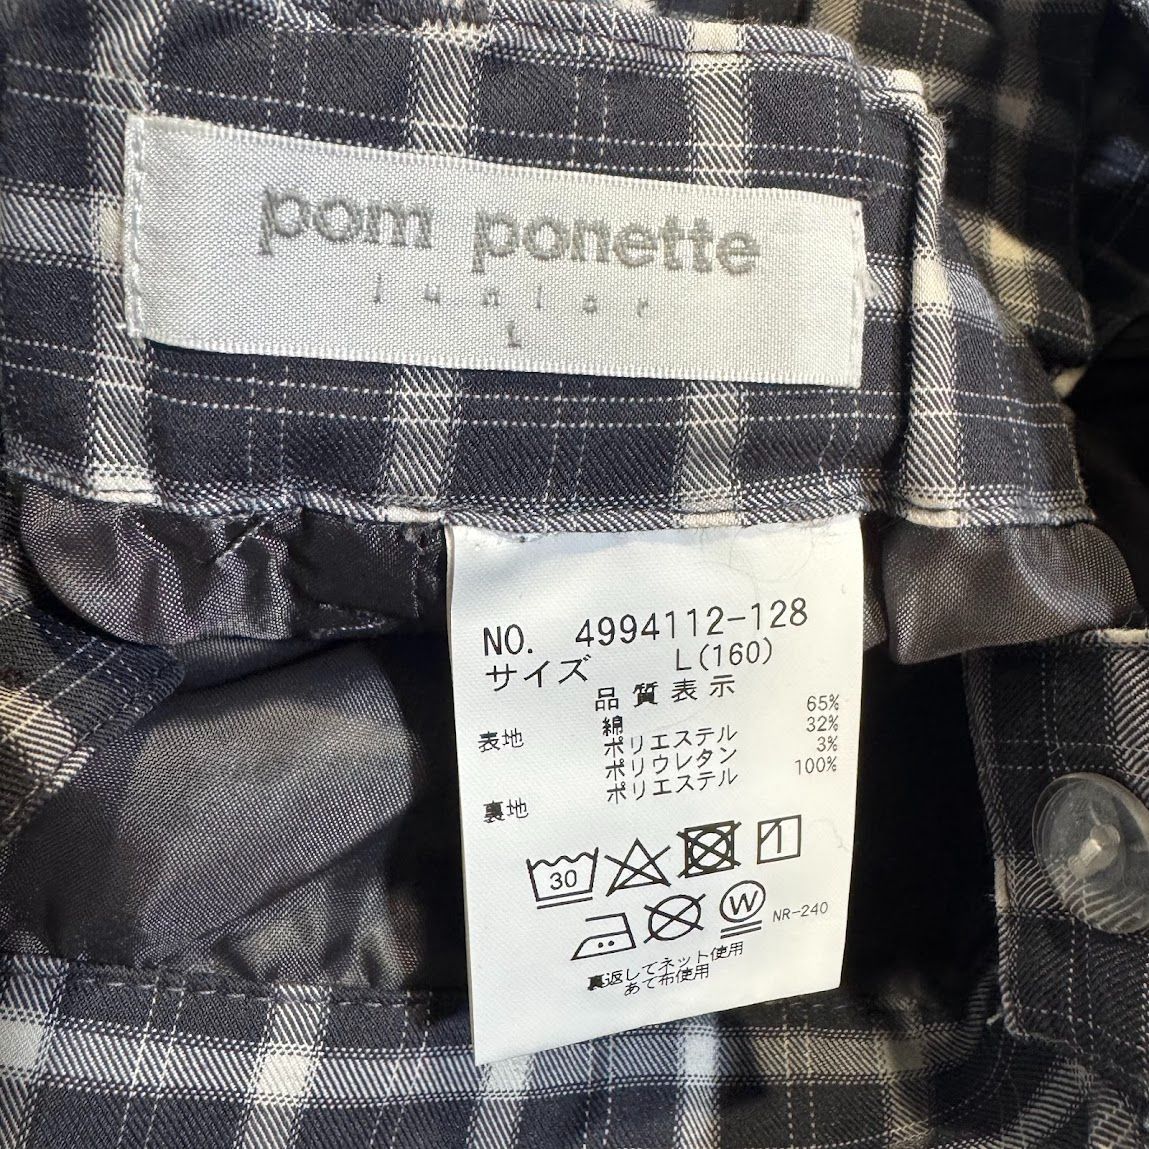 pom ponette
junior
L
NO. 4994112-128
サイズ L(160)
品質表示
表地 綿 65%
ポリエステル 32%
ポリウレタン 3%
裏地 ポリエステル 100%
30
W NR-240
裏返してネット使用
あて布使用